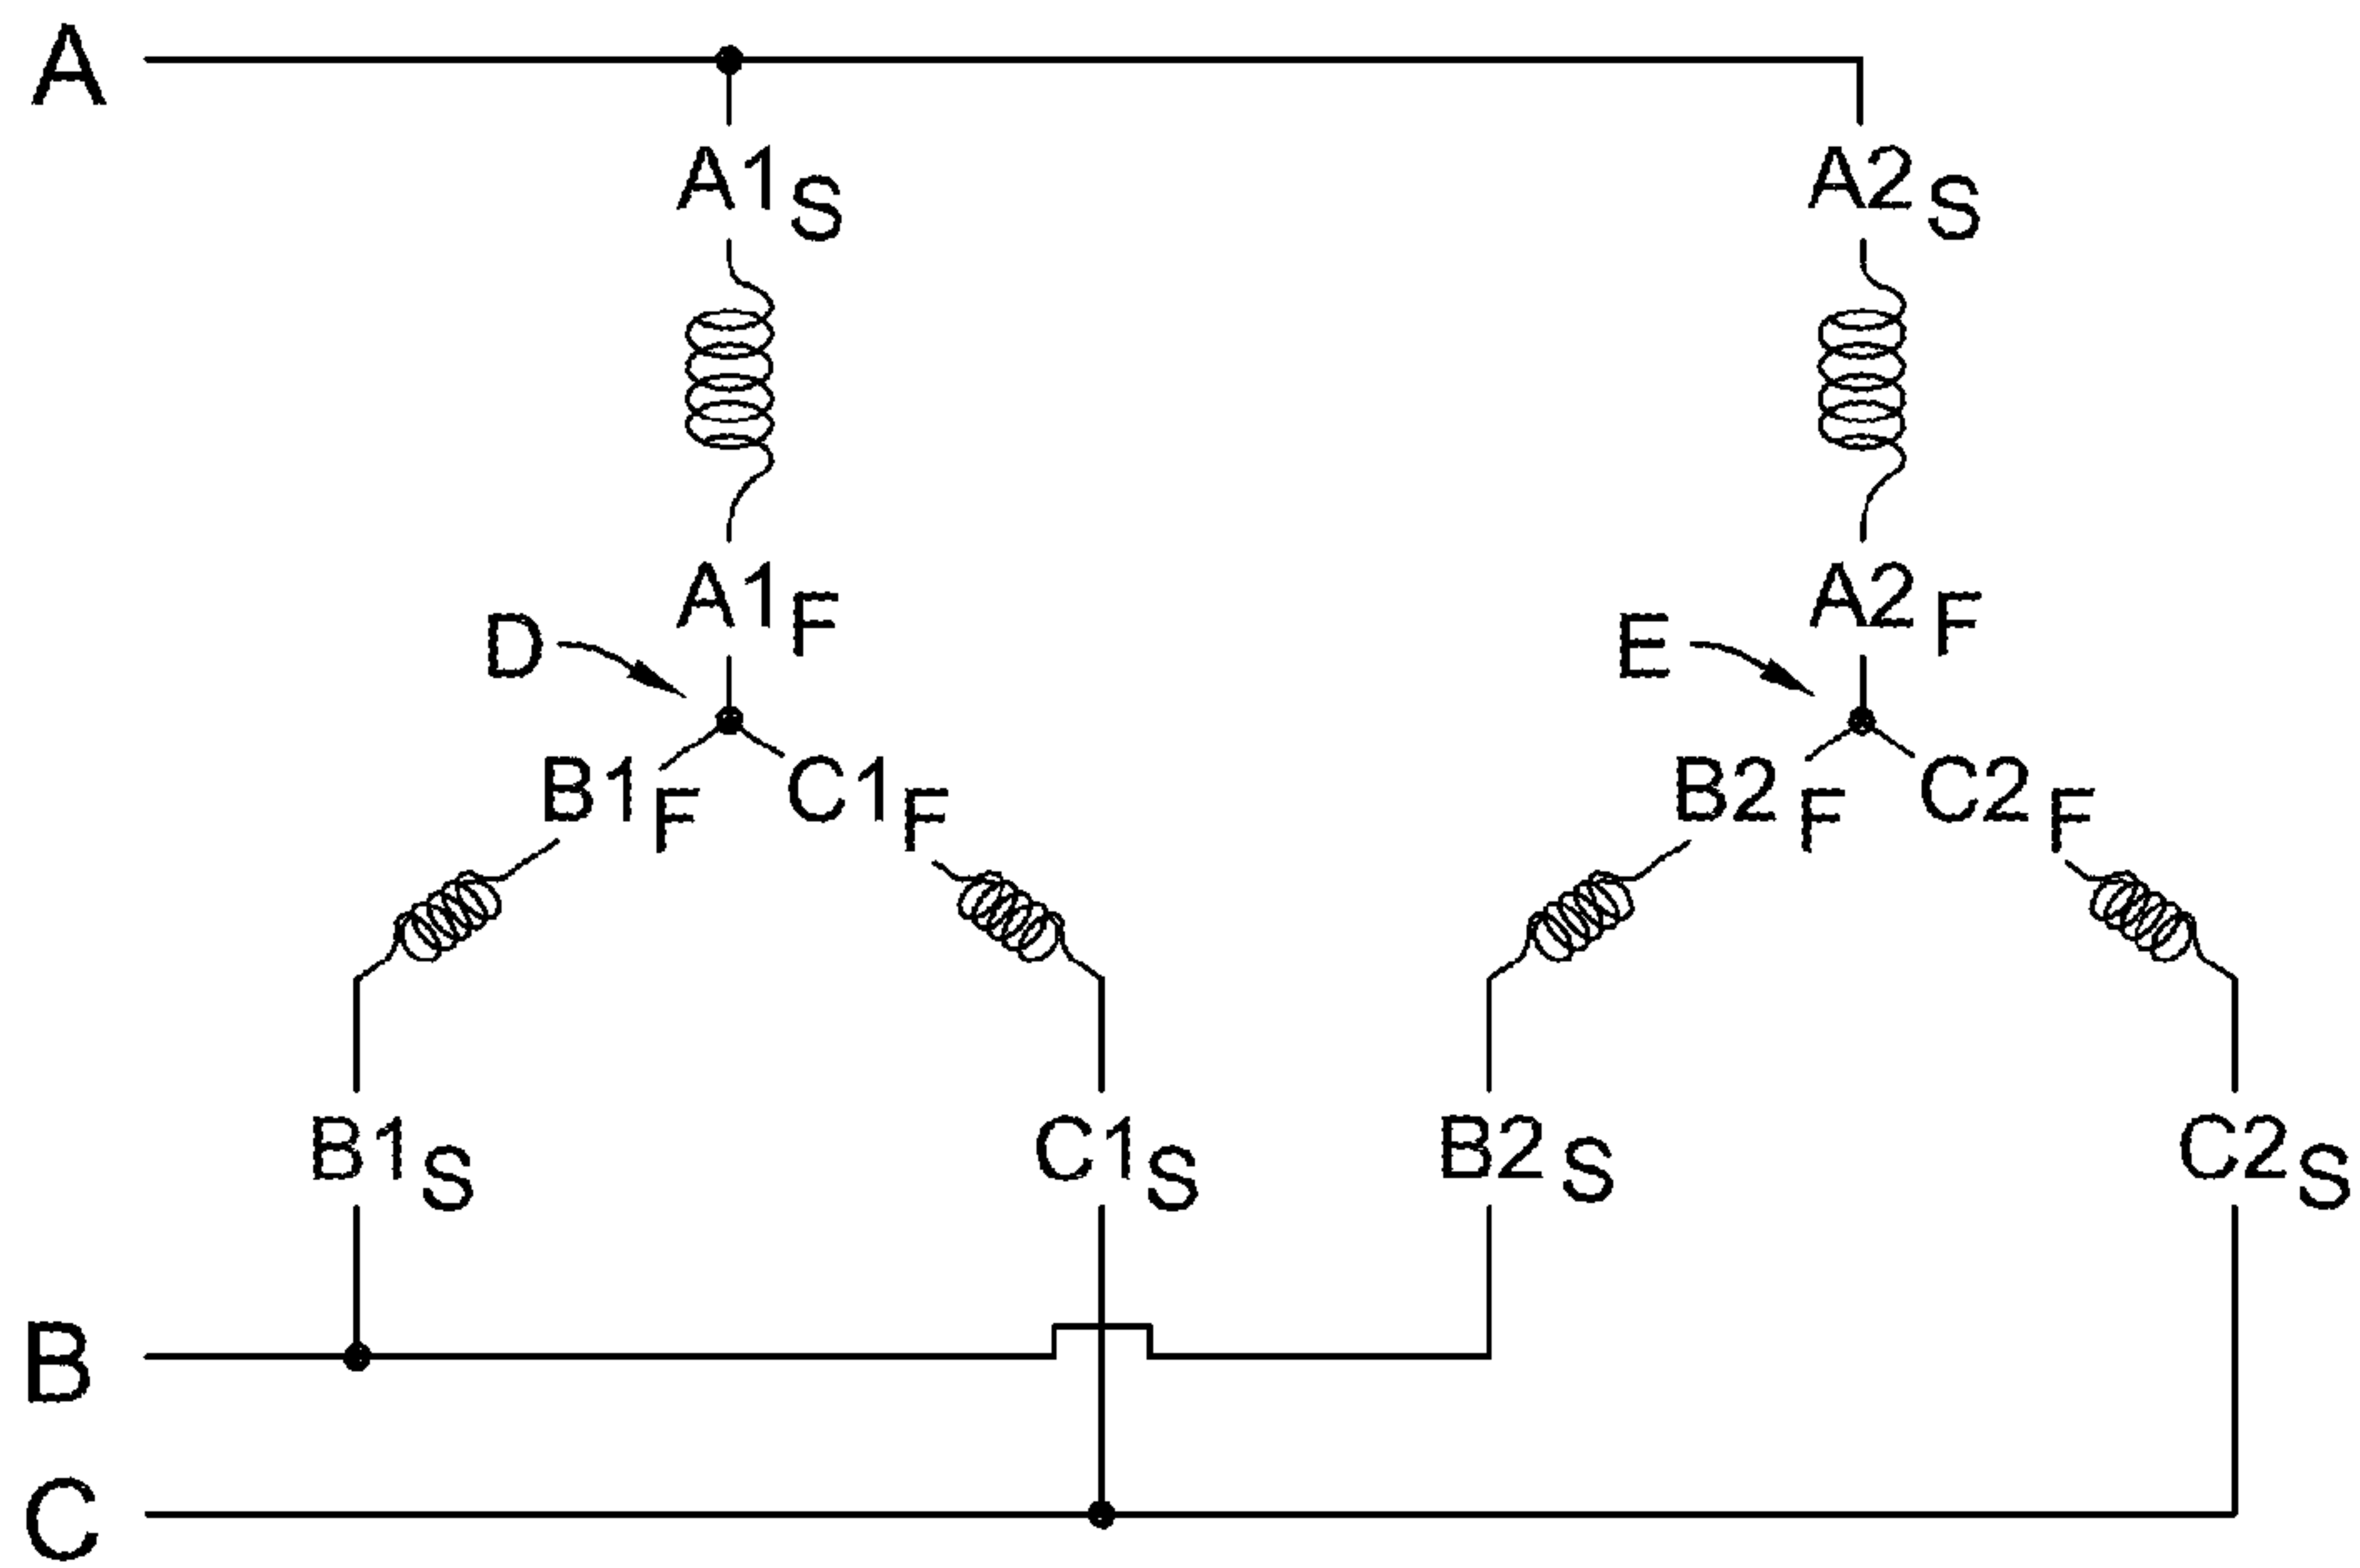 A
A1S A2S
A1F A2F
D E
B1F C1F B2F C2F
B1S C1S B2S C2S
B
C